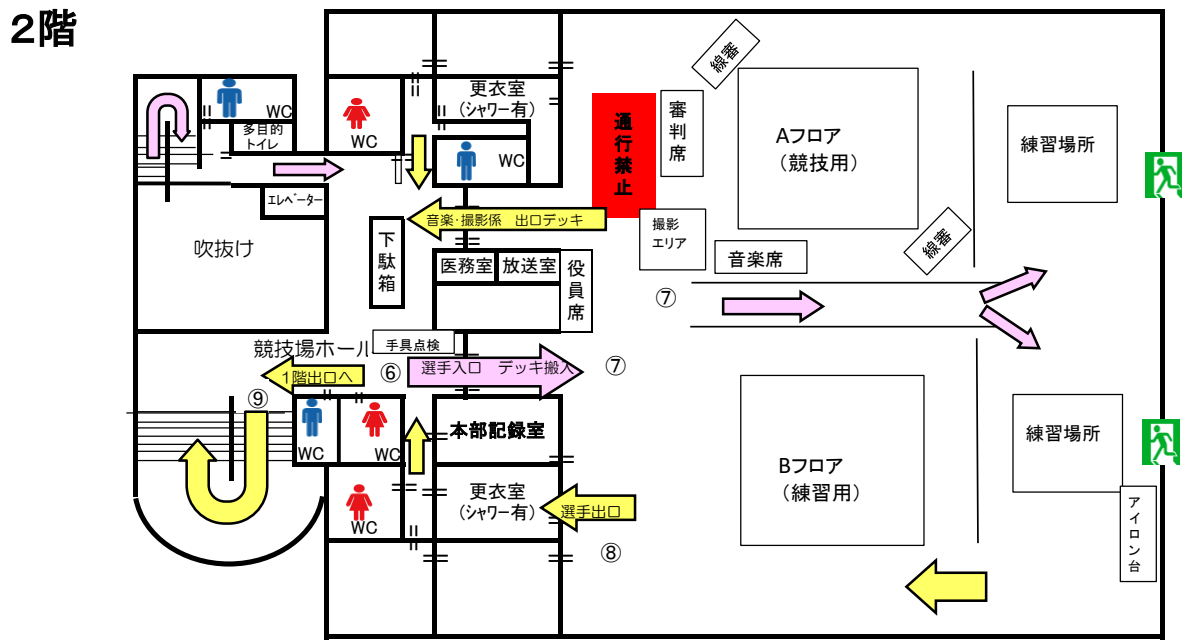 2階
WC
多目的
トイレ
WC
更衣室
(シャワー有)
WC
通行禁止
審判席
線審
Aフロア
(競技用)
練習場所
エレベーター
吹抜け
下駄箱
音楽・撮影係 出口デッキ
撮影
エリア
音楽席
線審
医務室
放送室
役員席
⑦
手具点検
競技場ホール
1階出口へ
⑥
選手入口 デッキ搬入
⑦
⑨
WC
WC
本部記録室
WC
更衣室
(シャワー有)
選手出口
⑧
Bフロア
(練習用)
練習場所
アイロン台